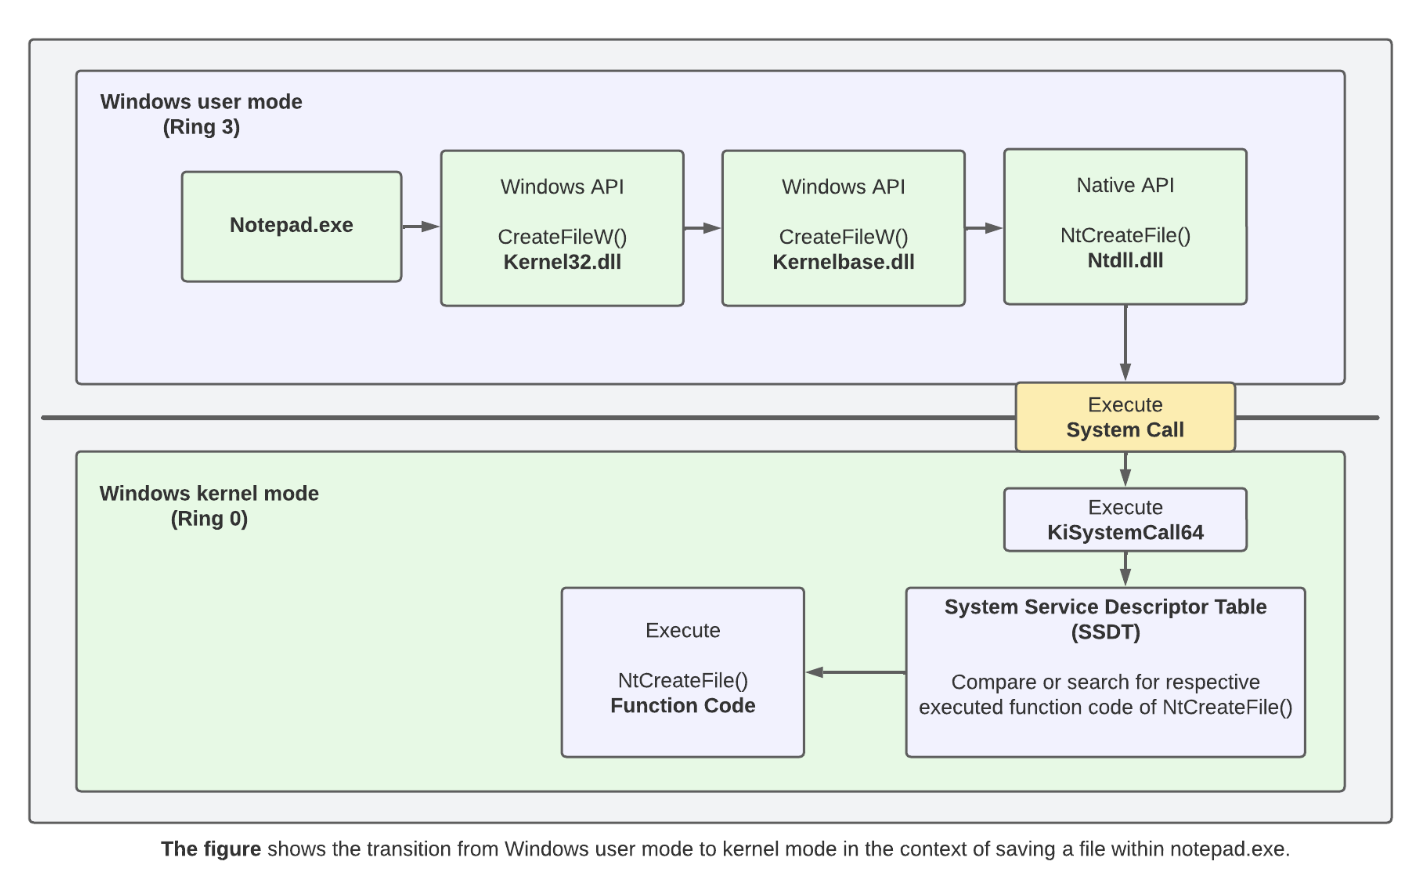 Windows user mode
(Ring 3)
Notepad.exe
Windows API
CreateFileW()
Kernel32.dll
Windows API
CreateFileW()
Kernelbase.dll
Native API
NtCreateFile()
Ntdll.dll
Execute
System Call
Windows kernel mode
(Ring 0)
Execute
KiSystemCall64
System Service Descriptor Table
(SSDT)
Compare or search for respective
executed function code of NtCreateFile()
Execute
NtCreateFile()
Function Code
The figure shows the transition from Windows user mode to kernel mode in the context of saving a file within notepad.exe.